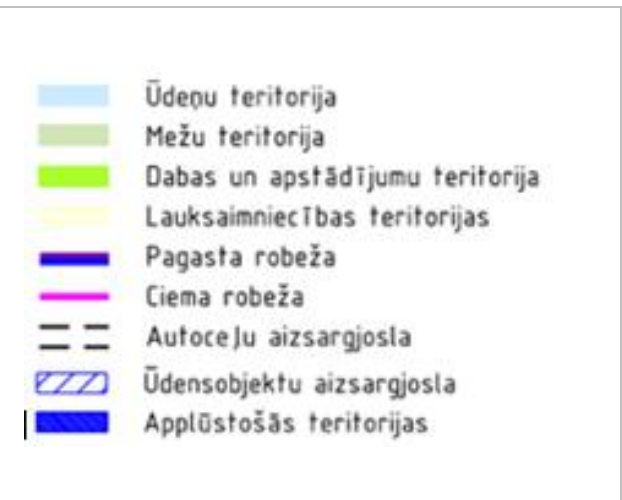 Ūdeņu teritorija
Mežu teritorija
Dabas un apstādījumu teritorija
Lauksaimniecības teritorijas
Pagasta robeža
Ciema robeža
Autoceļu aizsargjosla
Ūdensobjektu aizsargjosla
Applūstošās teritorijas